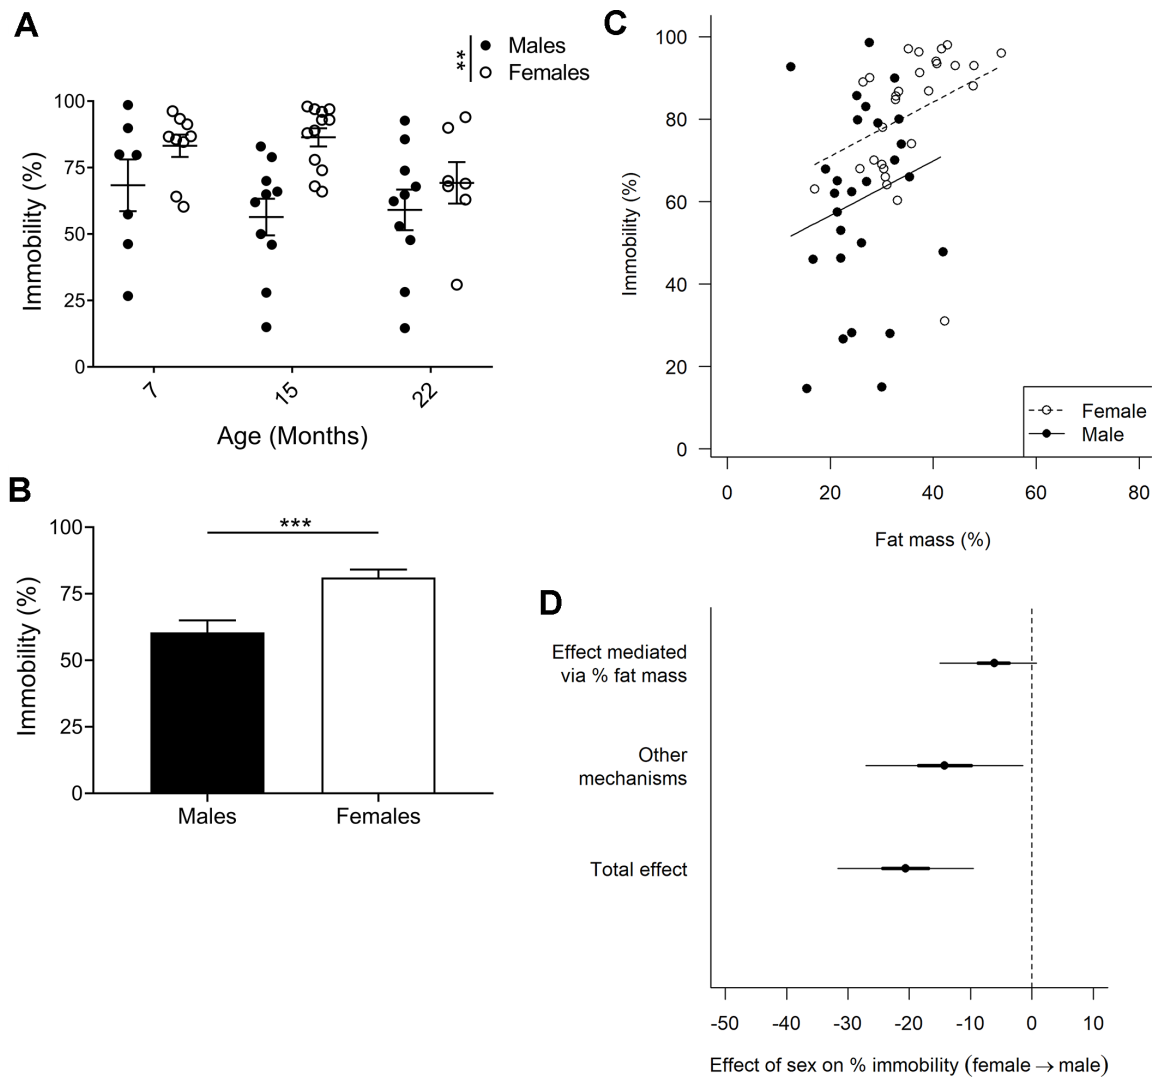 A
Males
Females
**
100
75
50
25
0
Immobility (%)
7
15
22
Age (Months)
B
***
100
75
50
25
0
Immobility (%)
Males
Females
C
100
80
60
40
20
0
Immobility (%)
Female
Male
0 20 40 60 80
Fat mass (%)
D
Effect mediated
via % fat mass
Other
mechanisms
Total effect
-50 -40 -30 -20 -10 0 10
Effect of sex on % immobility (female → male)